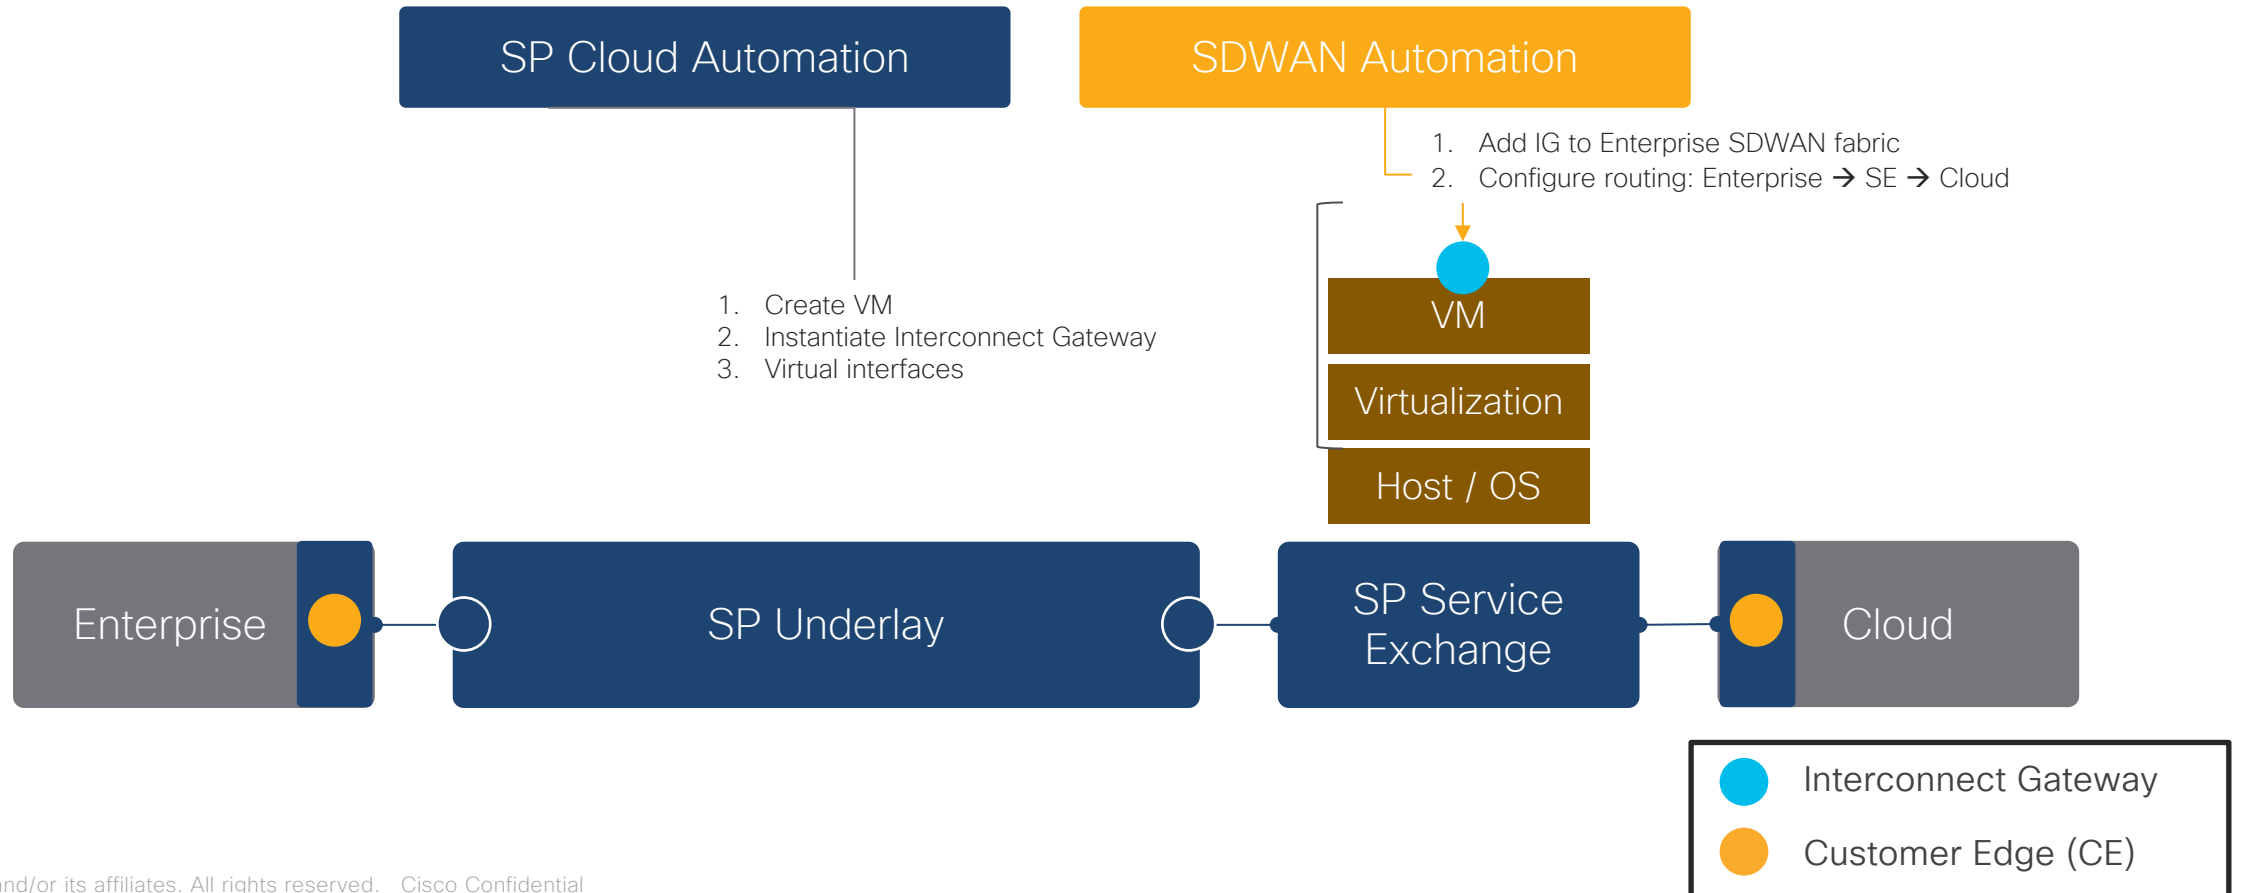 SP Cloud Automation
SDWAN Automation
1. Add IG to Enterprise SDWAN fabric
2. Configure routing: Enterprise → SE → Cloud
1. Create VM
2. Instantiate Interconnect Gateway
3. Virtual interfaces
VM
Virtualization
Host / OS
Enterprise
SP Underlay
SP Service
Exchange
Cloud
Interconnect Gateway
Customer Edge (CE)
and/or its affiliates. All rights reserved. Cisco Confidential